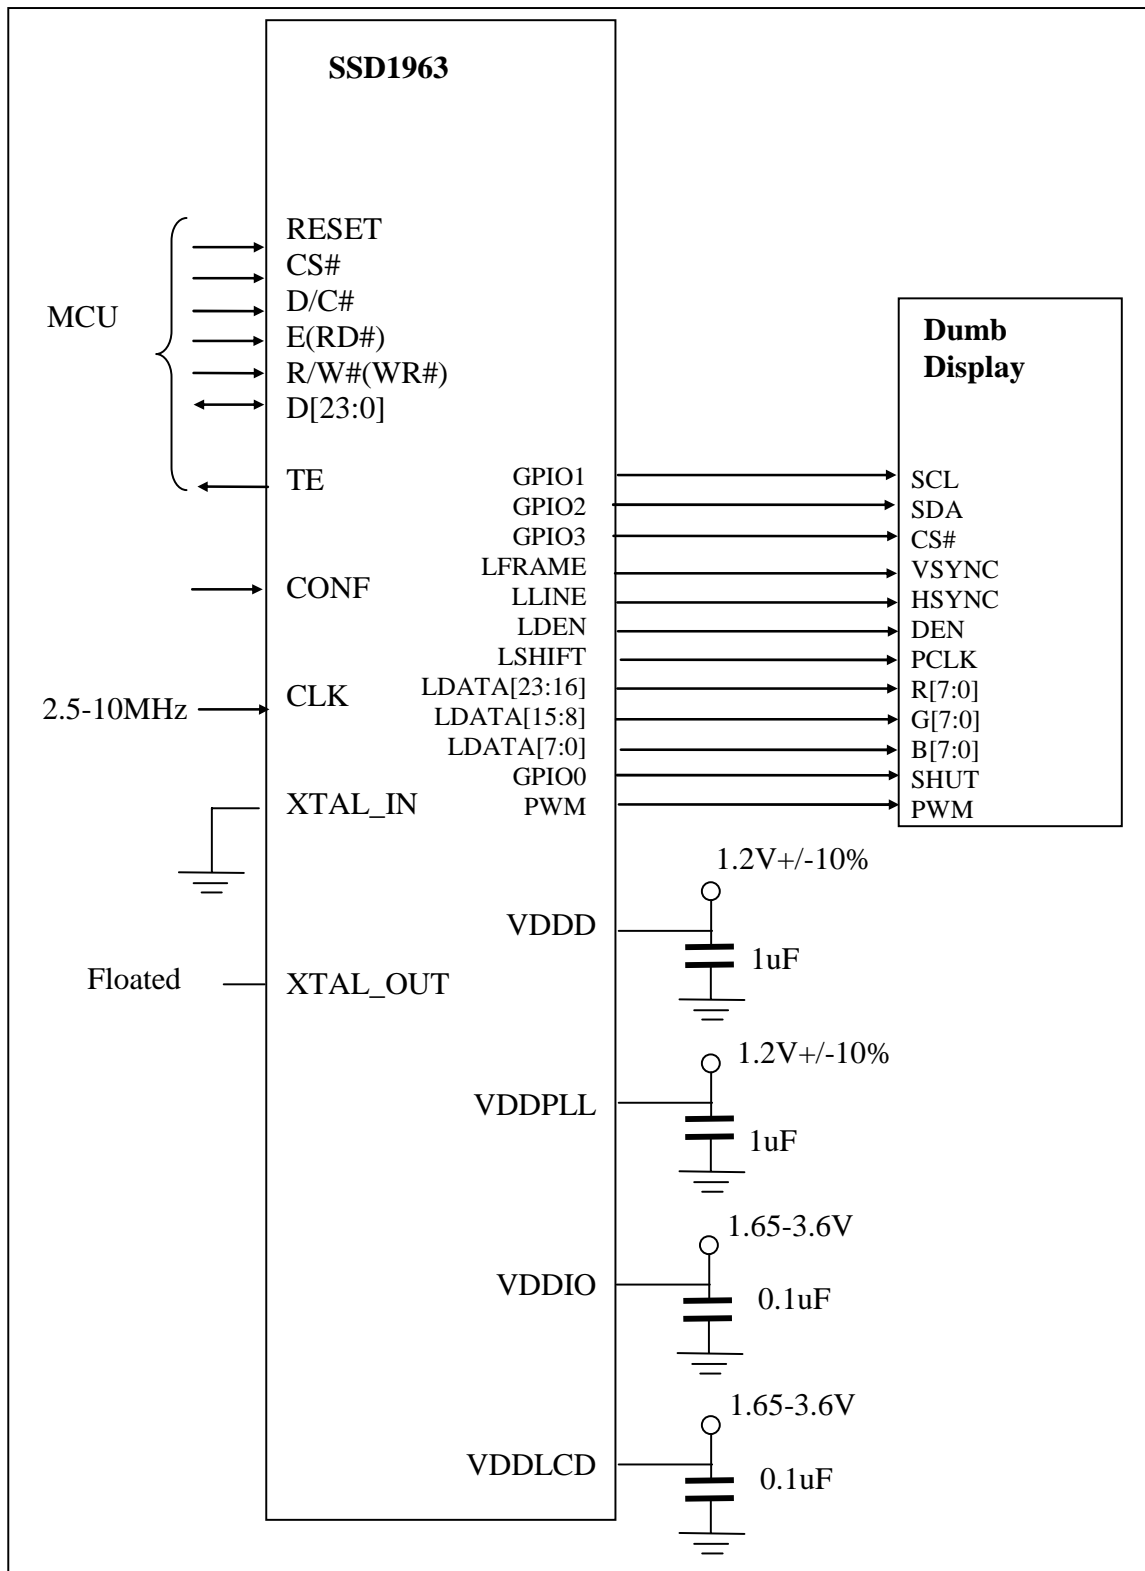 SSD1963
MCU
RESET
CS#
D/C#
E(RD#)
R/W#(WR#)
D[23:0]
TE
CONF
2.5-10MHz
CLK
XTAL_IN
Floated
XTAL_OUT
GPIO1
GPIO2
GPIO3
LFRAME
LLINE
LDEN
LSHIFT
LDATA[23:16]
LDATA[15:8]
LDATA[7:0]
GPIO0
PWM
Dumb
Display
SCL
SDA
CS#
VSYNC
HSYNC
DEN
PCLK
R[7:0]
G[7:0]
B[7:0]
SHUT
PWM
1.2V+/-10%
VDDD
1uF
1.2V+/-10%
VDDPLL
1uF
1.65-3.6V
VDDIO
0.1uF
1.65-3.6V
VDDLCD
0.1uF